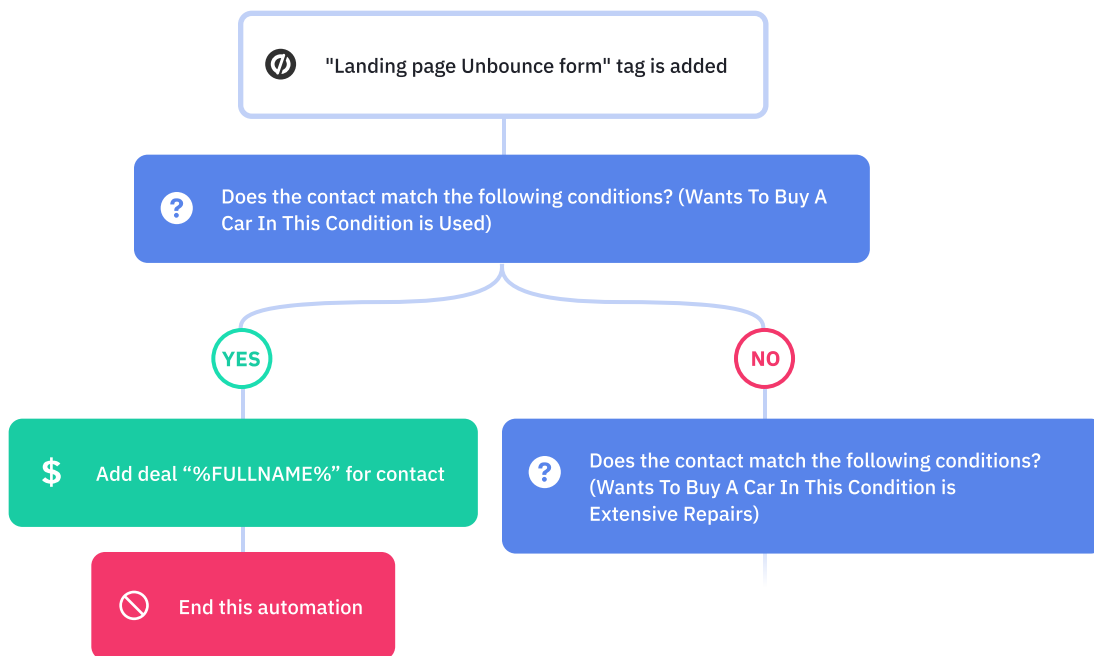 "Landing page Unbounce form" tag is added
?
Does the contact match the following conditions? (Wants To Buy A
Car In This Condition is Used)
YES
NO
$
Add deal “%FULLNAME%” for contact
?
Does the contact match the following conditions?
(Wants To Buy A Car In This Condition is
Extensive Repairs)
End this automation